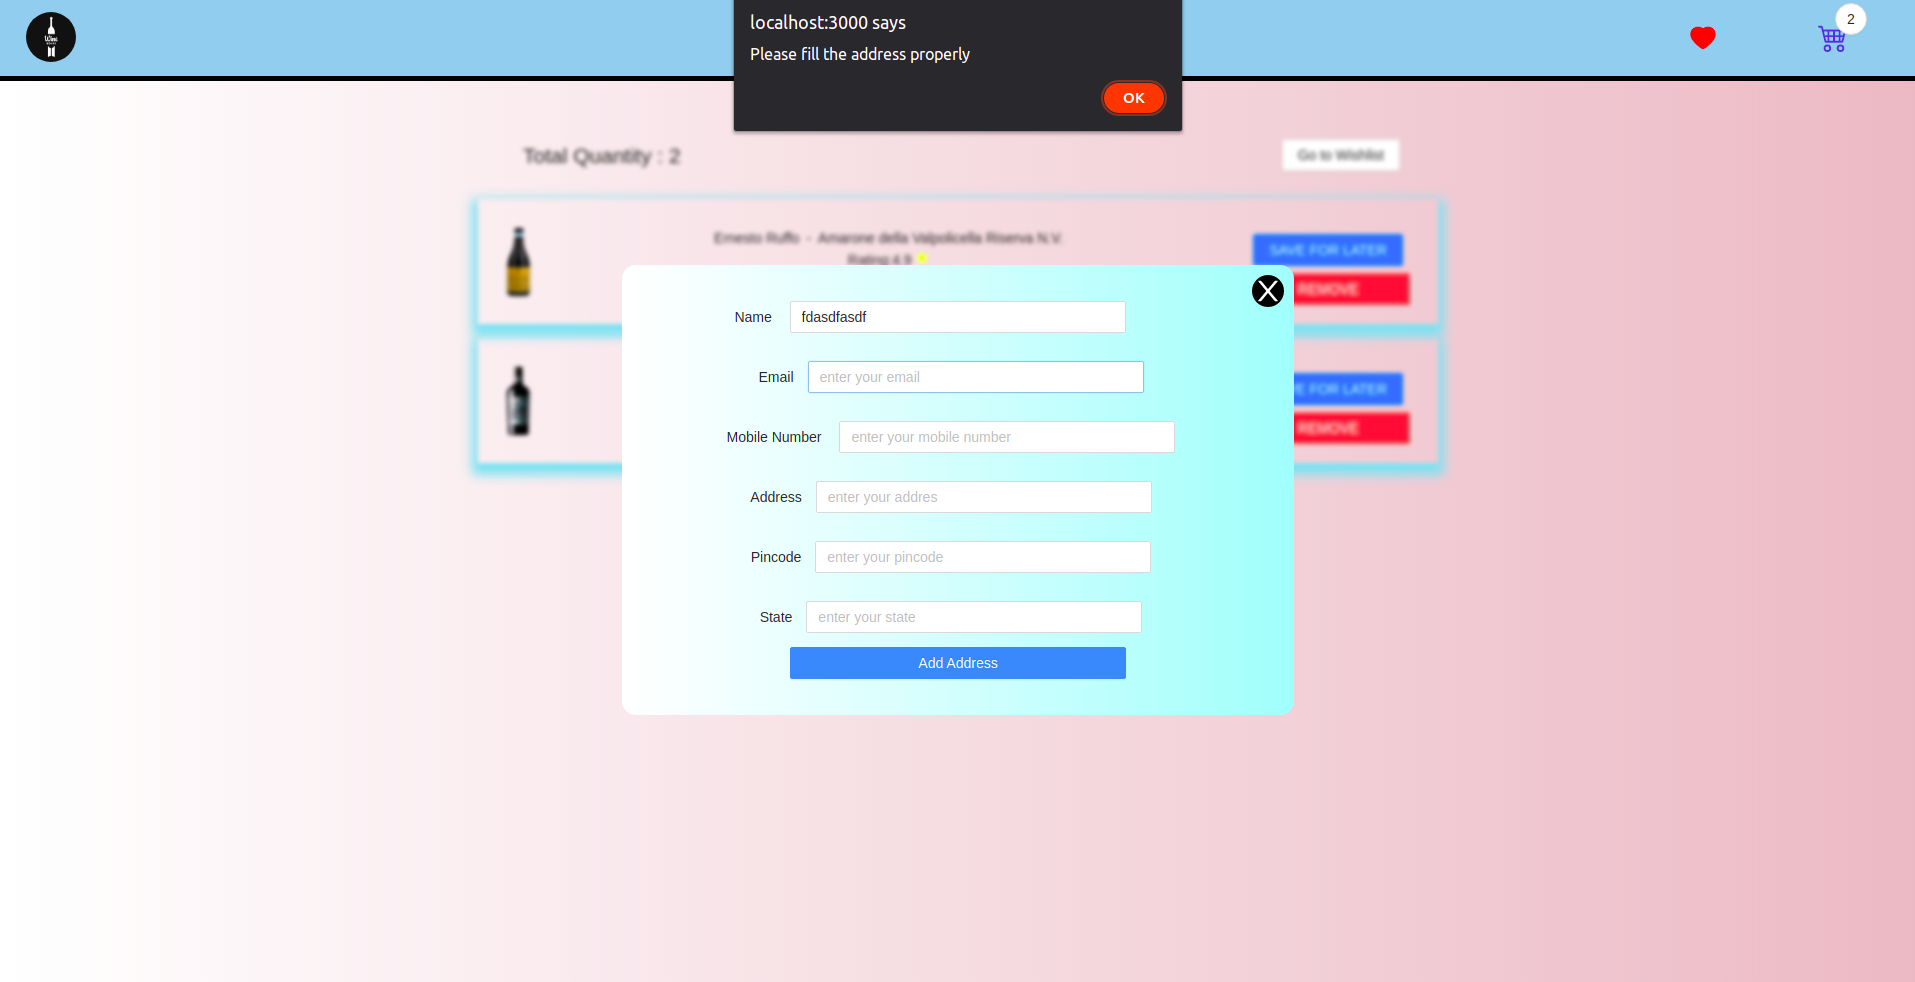 Wine
2
localhost:3000 says
Please fill the address properly
OK
Total Quantity : 2
Go to Wishlist
Ernesto Ruffo - Amarone della Valpolicella Riserva N.V.
Rating:4.9
SAVE FOR LATER
REMOVE
Name
fdasdfasdf
Email
enter your email
Mobile Number
enter your mobile number
VE FOR LATER
REMOVE
Address
enter your addres
Pincode
enter your pincode
State
enter your state
Add Address
X